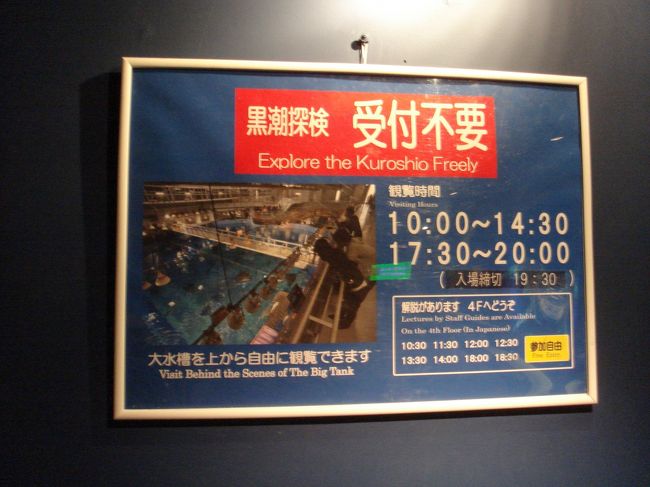 黒潮探検 受付不要
Explore the Kuroshio Freely
大水槽を上から自由に観覧できます
Visit Behind the Scenes of The Big Tank
観覧時間
Visiting Hours
10:00~14:30
17:30~20:00
( 入場締切 19:30 )
解説があります 4Fへどうぞ
Lectures by Staff Guides are Available
On the 4th Floor (In Japanese)
10:30 11:30 12:00 12:30
13:30 14:00 18:00 18:30
参加自由
Free Entry